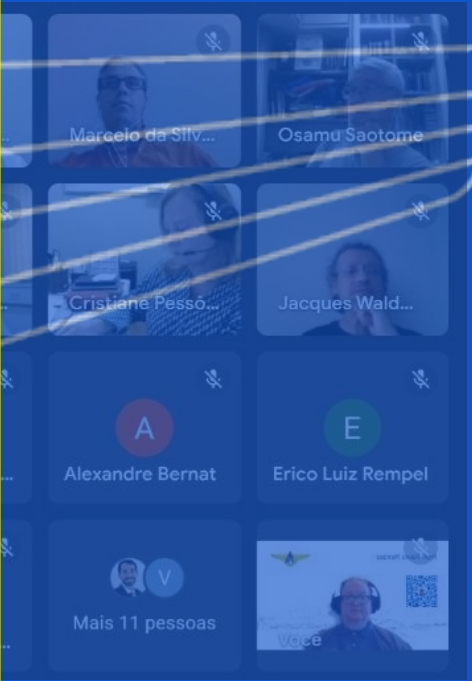 Marcelo da Silv...
Osamu Saotome
Cristiane Pessô...
Jacques Wald...
A
E
Alexandre Bernat
Erico Luiz Rempel
V
Mais 11 pessoas
Você